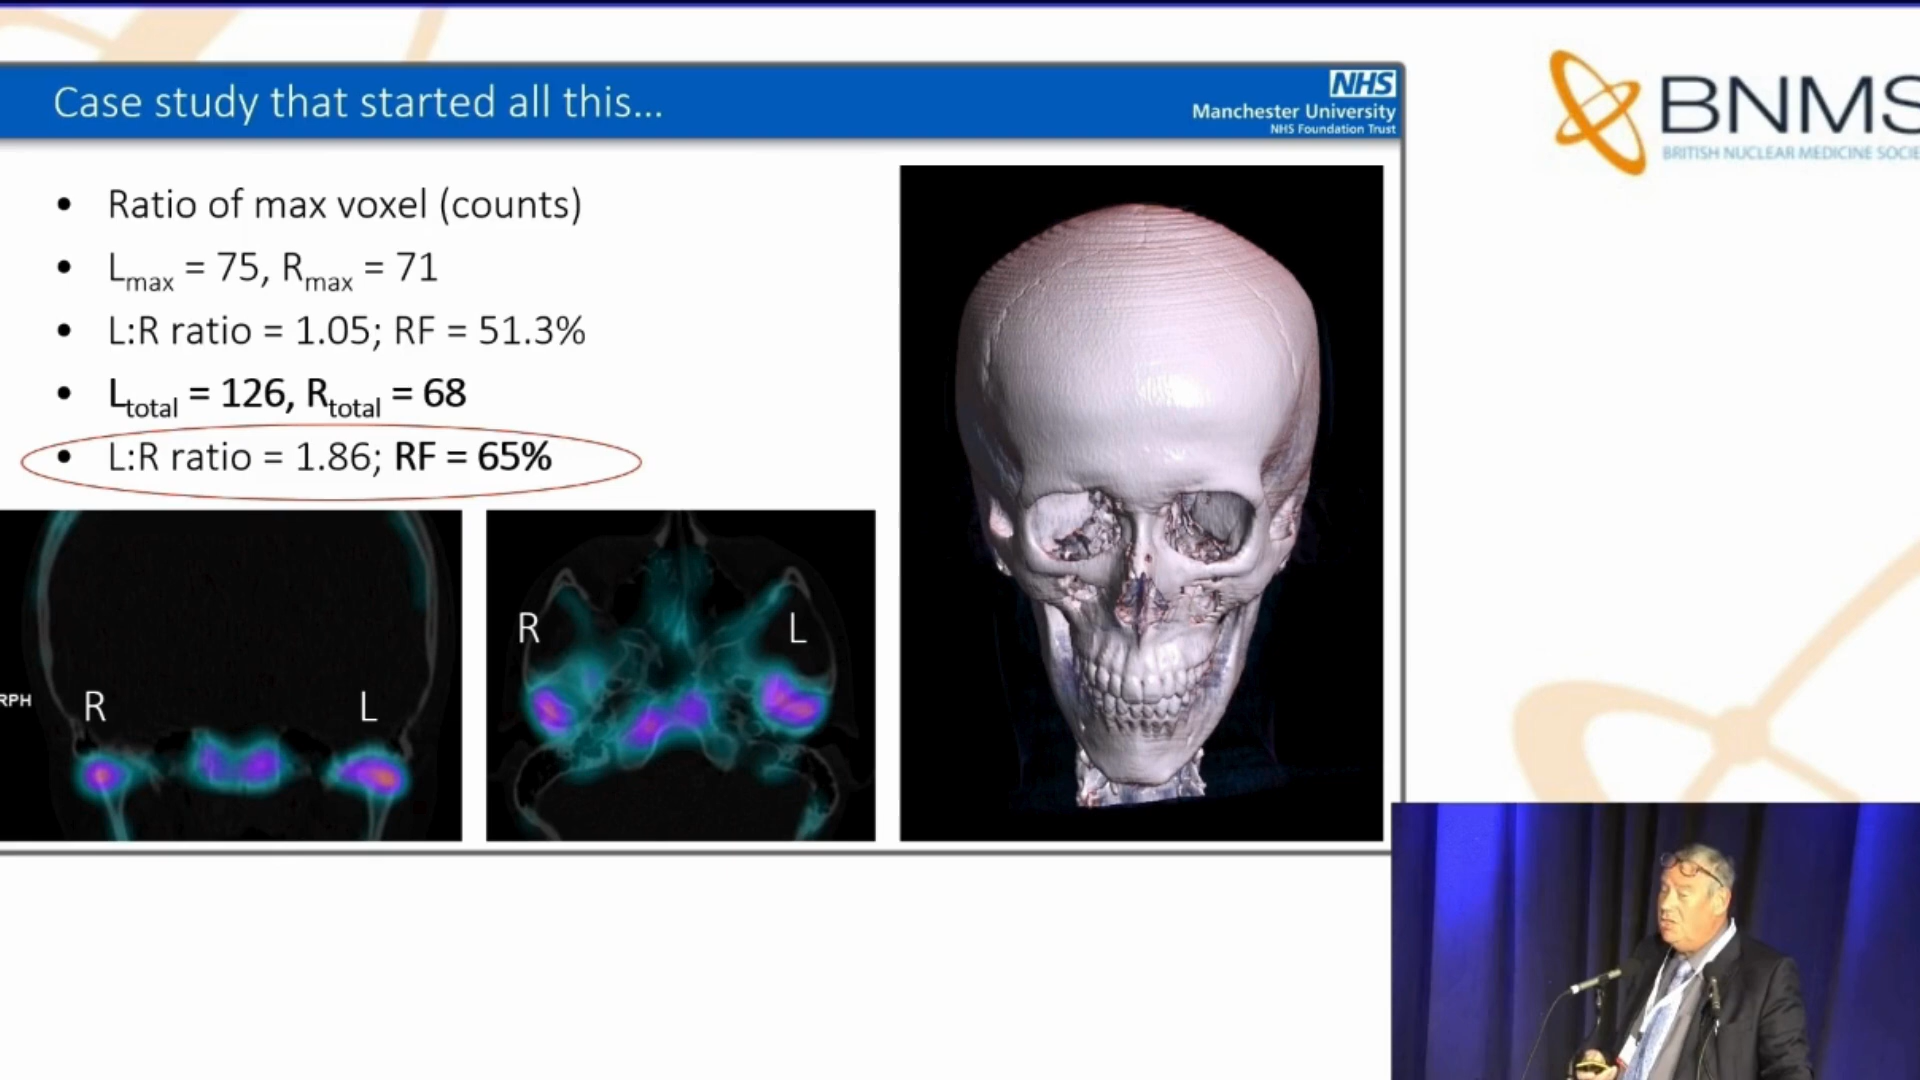 Case study that started all this...
NHS
Manchester University
NHS Foundation Trust
BNMS
BRITISH NUCLEAR MEDICINE SOCIE
• Ratio of max voxel (counts)
• Lmax = 75, Rmax = 71
• L:R ratio = 1.05; RF = 51.3%
• Ltotal = 126, Rtotal = 68
• L:R ratio = 1.86; RF = 65%
R L
RPH
R L